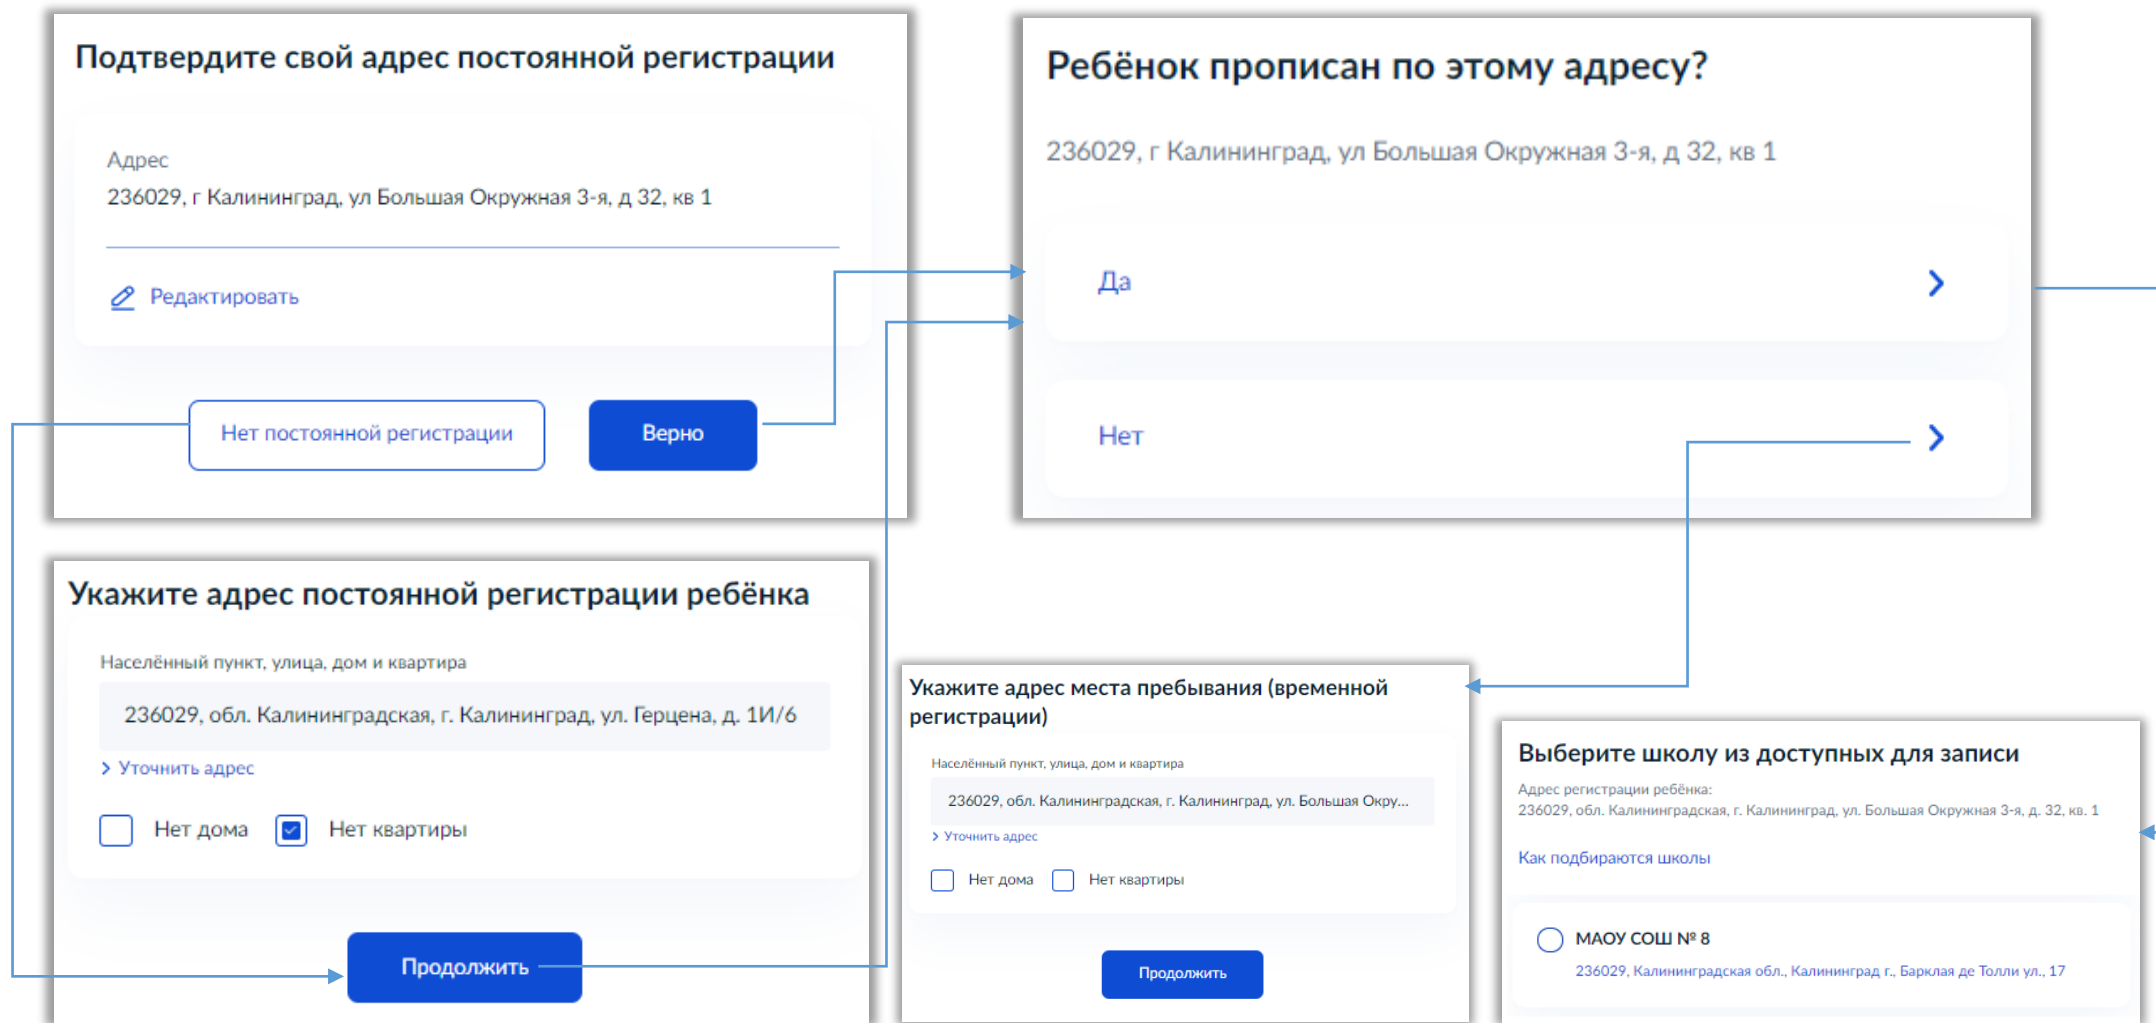 Подтвердите свой адрес постоянной регистрации
Адрес
236029, г Калининград, ул Большая Окружная 3-я, д 32, кв 1
Редактировать
Нет постоянной регистрации
Верно
Ребёнок прописан по этому адресу?
236029, г Калининград, ул Большая Окружная 3-я, д 32, кв 1
Да
Нет
Укажите адрес постоянной регистрации ребёнка
Населённый пункт, улица, дом и квартира
236029, обл. Калининградская, г. Калининград, ул. Герцена, д. 1И/6
Уточнить адрес
Нет дома
Нет квартиры
Продолжить
Укажите адрес места пребывания (временной
регистрации)
Населённый пункт, улица, дом и квартира
236029, обл. Калининградская, г. Калининград, ул. Большая Окру...
Уточнить адрес
Нет дома
Нет квартиры
Продолжить
Выберите школу из доступных для записи
Адрес регистрации ребёнка:
236029, обл. Калининградская, г. Калининград, ул. Большая Окружная 3-я, д. 32, кв. 1
Как подбираются школы
МАОУ СОШ № 8
236029, Калининградская обл., Калининград г., Барклая де Толли ул., 17